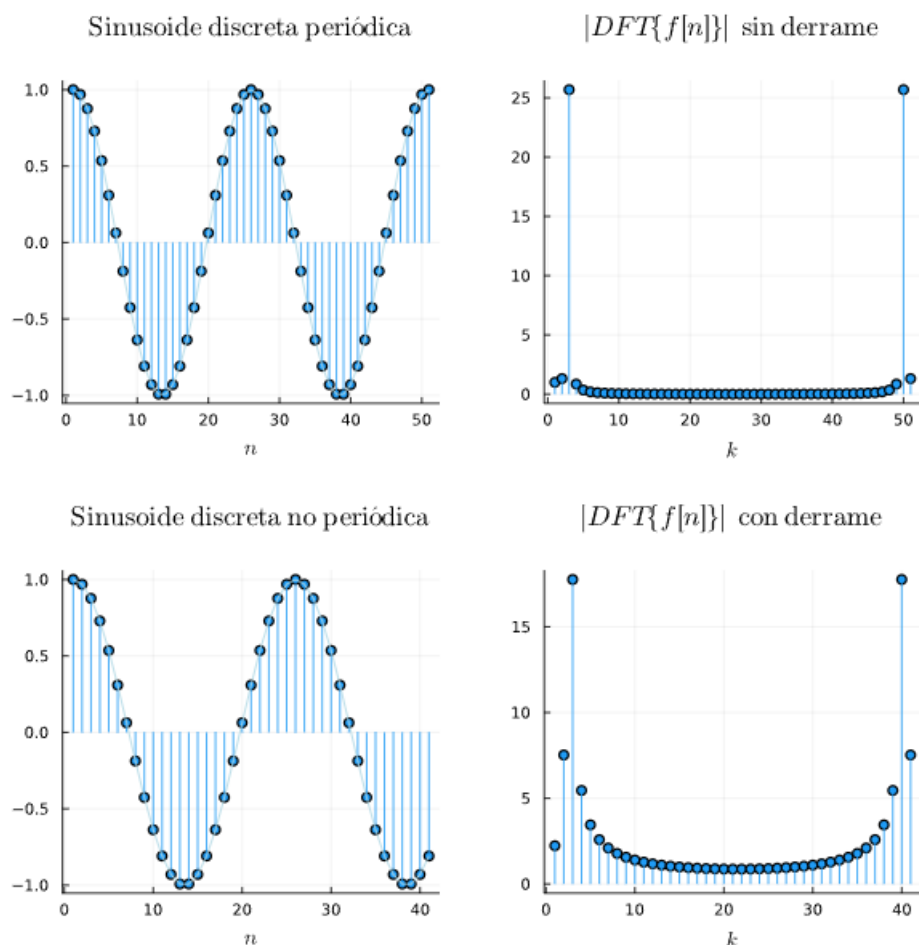 Sinusoide discreta periódica
|DFT{f[n]}| sin derrame
1.0
0.5
0.0
−0.5
−1.0
0 10 20 30 40 50
n
25
20
15
10
5
0
0 10 20 30 40 50
k
Sinusoide discreta no periódica
|DFT{f[n]}| con derrame
1.0
0.5
0.0
−0.5
−1.0
0 10 20 30 40
n
15
10
5
0
0 10 20 30 40
k